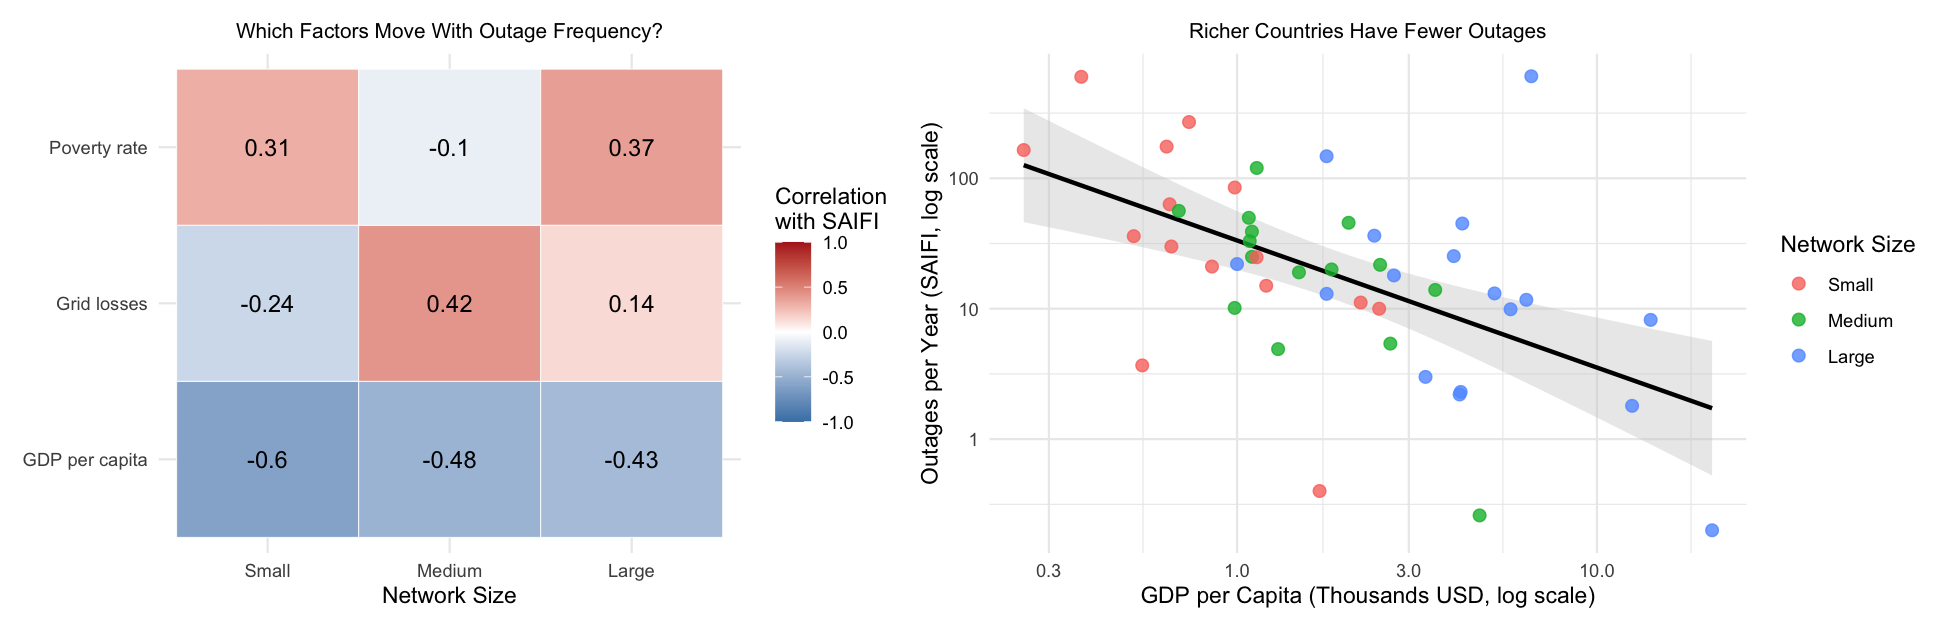 Which Factors Move With Outage Frequency?
Poverty rate
0.31
-0.1
0.37
Grid losses
-0.24
0.42
0.14
GDP per capita
-0.6
-0.48
-0.43
Small
Medium
Large
Network Size
Correlation
with SAIFI
1.0
0.5
0.0
-0.5
-1.0
Richer Countries Have Fewer Outages
Outages per Year (SAIFI, log scale)
100
10
1
0.3
1.0
3.0
10.0
GDP per Capita (Thousands USD, log scale)
Network Size
Small
Medium
Large